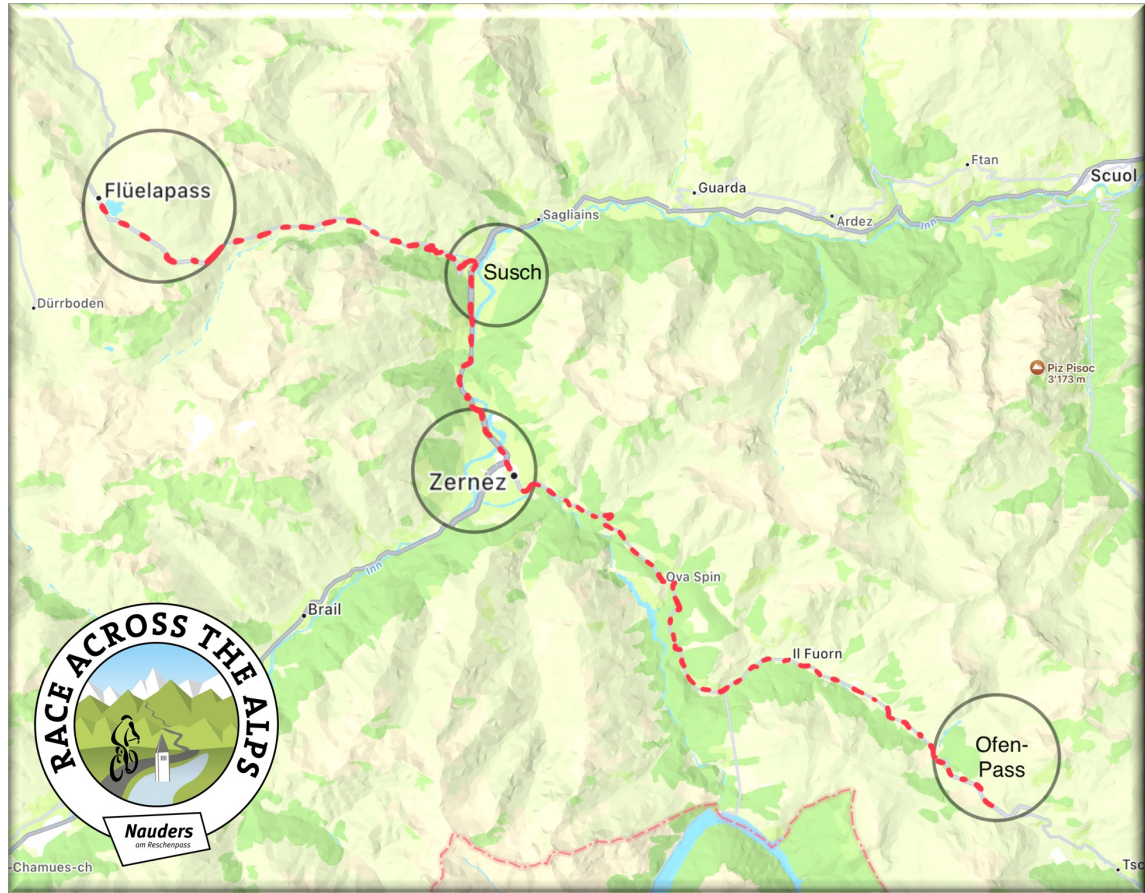 Flüelapass
Ftan
Scuol
Guarda
Sagliains
Ardez
Inn
Susch
Dürrboden
Piz Pisoc
3'173 m
Zernez
Ova Spin
Inn
Brail
Il Fuorn
Ofen-
Pass
RACE ACROSS THE ALPS
Nauders
am Reschenpass
-Chamues-ch
Tsc